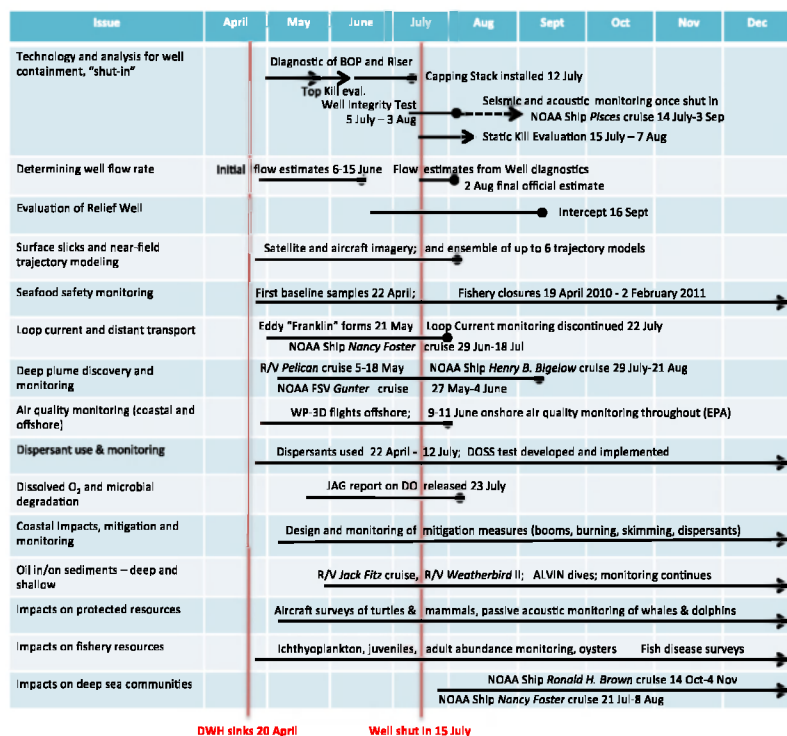 Issue April May June July Aug Sept Oct Nov Dec
Technology and analysis for well
containment, "shut-in"
Diagnostic of BOP and Riser
Capping Stack installed 12 July
Top Kill eval.
Well Integrity Test
5 July – 3 Aug
Seismic and acoustic monitoring once shut in
NOAA Ship Pisces cruise 14 July-3 Sep
Static Kill Evaluation 15 July – 7 Aug
Determining well flow rate
Initial flow estimates 6-15 June
Flow estimates from Well diagnostics
2 Aug final official estimate
Evaluation of Relief Well
Intercept 16 Sept
Surface slicks and near-field
trajectory modeling
Satellite and aircraft imagery; and ensemble of up to 6 trajectory models
Seafood safety monitoring
First baseline samples 22 April;
Fishery closures 19 April 2010 - 2 February 2011
Loop current and distant transport
Eddy "Franklin" forms 21 May
Loop Current monitoring discontinued 22 July
NOAA Ship Nancy Foster cruise 29 Jun-18 Jul
Deep plume discovery and
monitoring
R/V Pelican cruise 5-18 May
NOAA Ship Henry B. Bigelow cruise 29 July-21 Aug
NOAA FSV Gunter cruise 27 May-4 June
Air quality monitoring (coastal and
offshore)
WP-3D flights offshore; 9-11 June onshore air quality monitoring throughout (EPA)
Dispersant use & monitoring
Dispersants used 22 April - 12 July; DOSS test developed and implemented
Dissolved O2 and microbial
degradation
JAG report on DO released 23 July
Coastal Impacts, mitigation and
monitoring
Design and monitoring of mitigation measures (booms, burning, skimming, dispersants)
Oil in/on sediments – deep and
shallow
R/V Jack Fitz cruise, R/V Weatherbird II; ALVIN dives; monitoring continues
Impacts on protected resources
Aircraft surveys of turtles & mammals, passive acoustic monitoring of whales & dolphins
Impacts on fishery resources
Ichthyoplankton, juveniles, adult abundance monitoring, oysters Fish disease surveys
Impacts on deep sea communities
NOAA Ship Ronald H. Brown cruise 14 Oct-4 Nov
NOAA Ship Nancy Foster cruise 21 Jul-8 Aug
DWH sinks 20 April
Well shut in 15 July